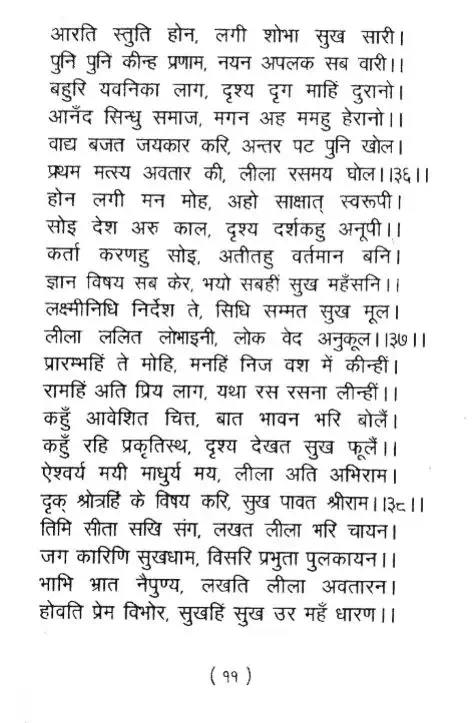 आरति स्तुति होन, लगी शोभा सुख सारी।
पुनि पुनि कीन्ह प्रणाम, नयन अपलक सब वारी।।
बहुरि यवनिका लाग, दृश्य दृग माहिं दुरानो।
आनँद सिन्धु समाज, मगन अह ममहु हेरानो।।
वाद्य बजत जयकार करि, अन्तर पट पुनि खोल।
प्रथम मत्स्य अवतार की, लीला रसमय घोल।।३६।।
होन लगी मन मोह, अहो साक्षात् स्वरूपी।
सोइ देश अरु काल, दृश्य दर्शकहु अनूपी।।
कर्ता करणहु सोइ, अतीतहु वर्तमान बनि।
ज्ञान विषय सब केर, भयो सबहीं सुख महँसनि।।
लक्ष्मीनिधि निर्देश ते, सिधि सम्मत सुख मूल।
लीला ललित लोभाइनी, लोक वेद अनुकूल।।३७।।
प्रारम्भहिं ते मोहि, मनहिं निज वश में कीन्हीं।
रामहिं अति प्रिय लाग, यथा रस रसना लीन्हीं।।
कहुँ आवेशित चित्त, बात भावन भरि बोलैं।
कहुँ रहि प्रकृतिस्थ, दृश्य देखत सुख फूलैं।।
ऐश्वर्य मयी माधुर्य मय, लीला अति अभिराम।
दृक् श्रोत्रहिं के विषय करि, सुख पावत श्रीराम।।३८।।
तिमि सीता सखि संग, लखत लीला भरि चायन।
जग कारिणि सुखधाम, विसरि प्रभुता पुलकायन।।
भाभि भ्रात नैपुण्य, लखति लीला अवतारन।
होवति प्रेम विभोर, सुखहिं सुख उर महँ धारण।।
(११)